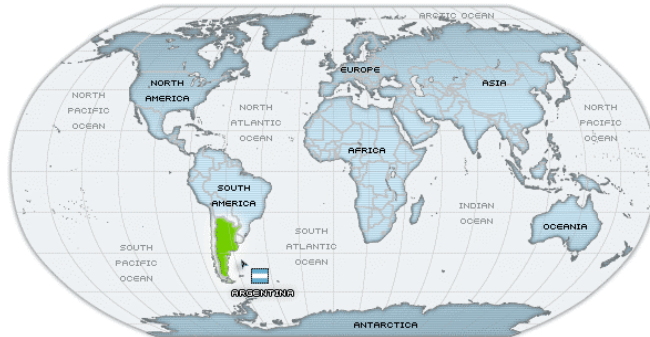 ARCTIC OCEAN
EUROPE
ASIA
NORTH
AMERICA
NORTH
PACIFIC
OCEAN
NORTH
ATLANTIC
OCEAN
NORTH
PACIFIC
OCEAN
AFRICA
SOUTH
AMERICA
INDIAN
OCEAN
OCEANIA
SOUTH
ATLANTIC
OCEAN
SOUTH
PACIFIC
OCEAN
ARGENTINA
ANTARCTICA